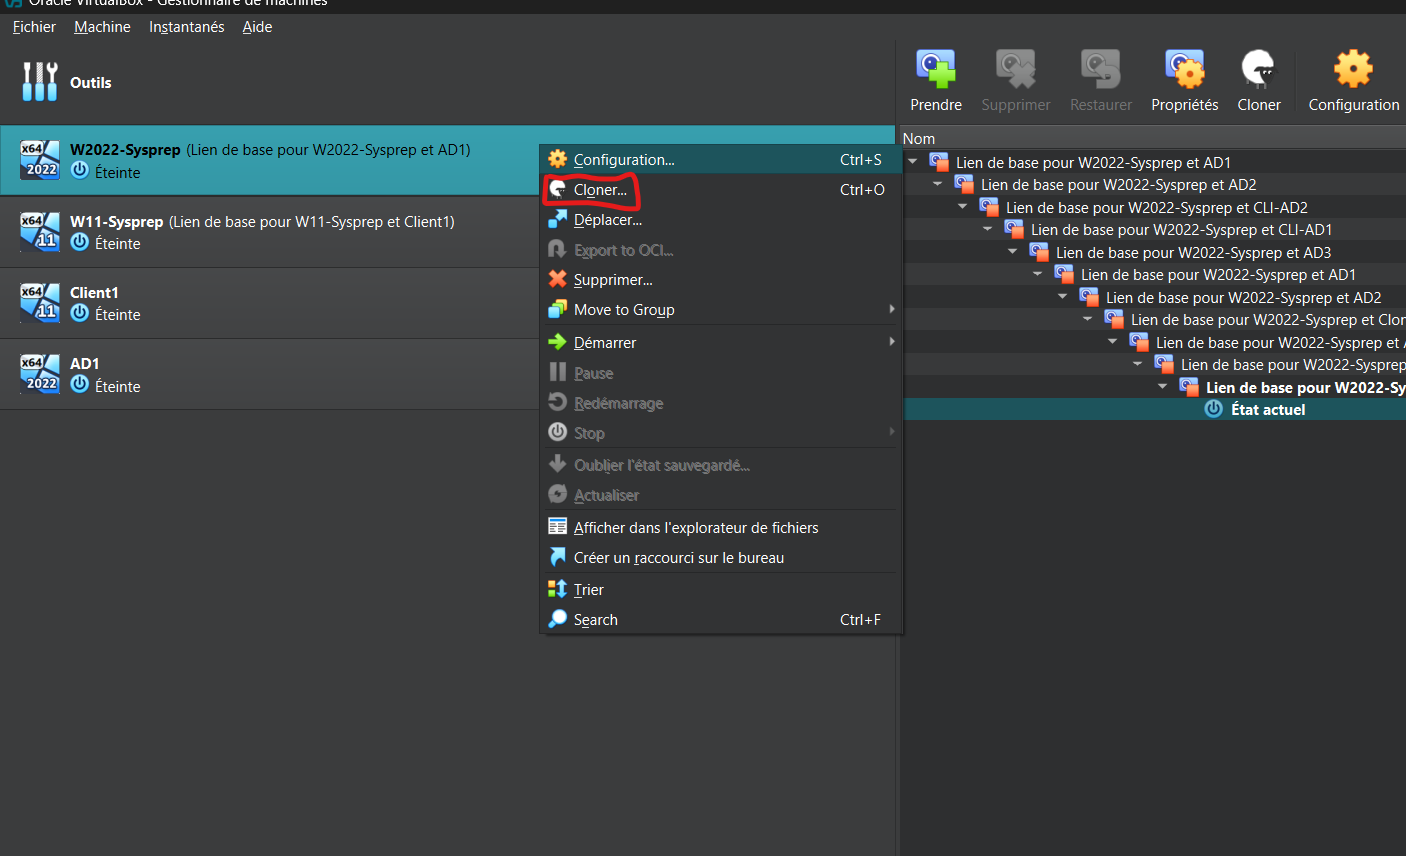 Oracle VirtualBox - Gestionnaire de machines
Fichier Machine Instantanés Aide
Outils
Prendre Supprimer Restaurer Propriétés Cloner Configuration
x64 2022 W2022-Sysprep (Lien de base pour W2022-Sysprep et AD1)
Éteinte
x64 11 W11-Sysprep (Lien de base pour W11-Sysprep et Client1)
Éteinte
x64 11 Client1
Éteinte
x64 2022 AD1
Éteinte
Configuration... Ctrl+S
Cloner... Ctrl+O
Déplacer...
Export to OCI...
Supprimer...
Move to Group
Démarrer
Pause
Redémarrage
Stop
Oublier l'état sauvegardé...
Actualiser
Afficher dans l'explorateur de fichiers
Créer un raccourci sur le bureau
Trier
Search Ctrl+F
Nom
Lien de base pour W2022-Sysprep et AD1
Lien de base pour W2022-Sysprep et AD2
Lien de base pour W2022-Sysprep et CLI-AD2
Lien de base pour W2022-Sysprep et CLI-AD1
Lien de base pour W2022-Sysprep et AD3
Lien de base pour W2022-Sysprep et AD1
Lien de base pour W2022-Sysprep et AD2
Lien de base pour W2022-Sysprep et Clon
Lien de base pour W2022-Sysprep et
Lien de base pour W2022-Sysprep
Lien de base pour W2022-Sy
État actuel